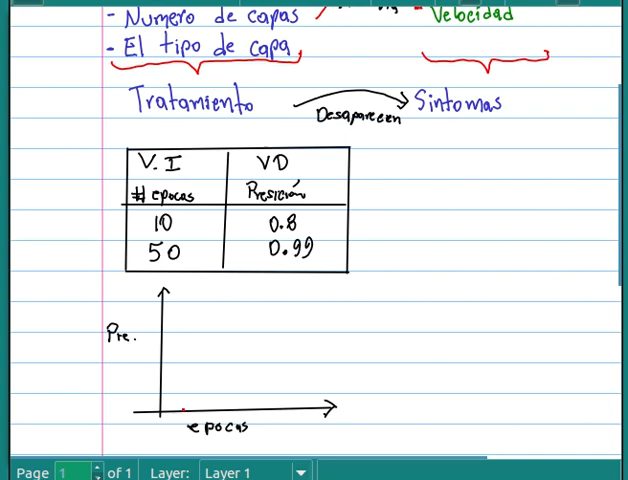 - Numero de capas
Velocidad
- El tipo de capa
Tratamiento Desaparecen Sintomas
V.I VD
# epocas Presición
10 0.8
50 0.99
Pre.
epocas
Page 1 of 1 Layer: Layer 1